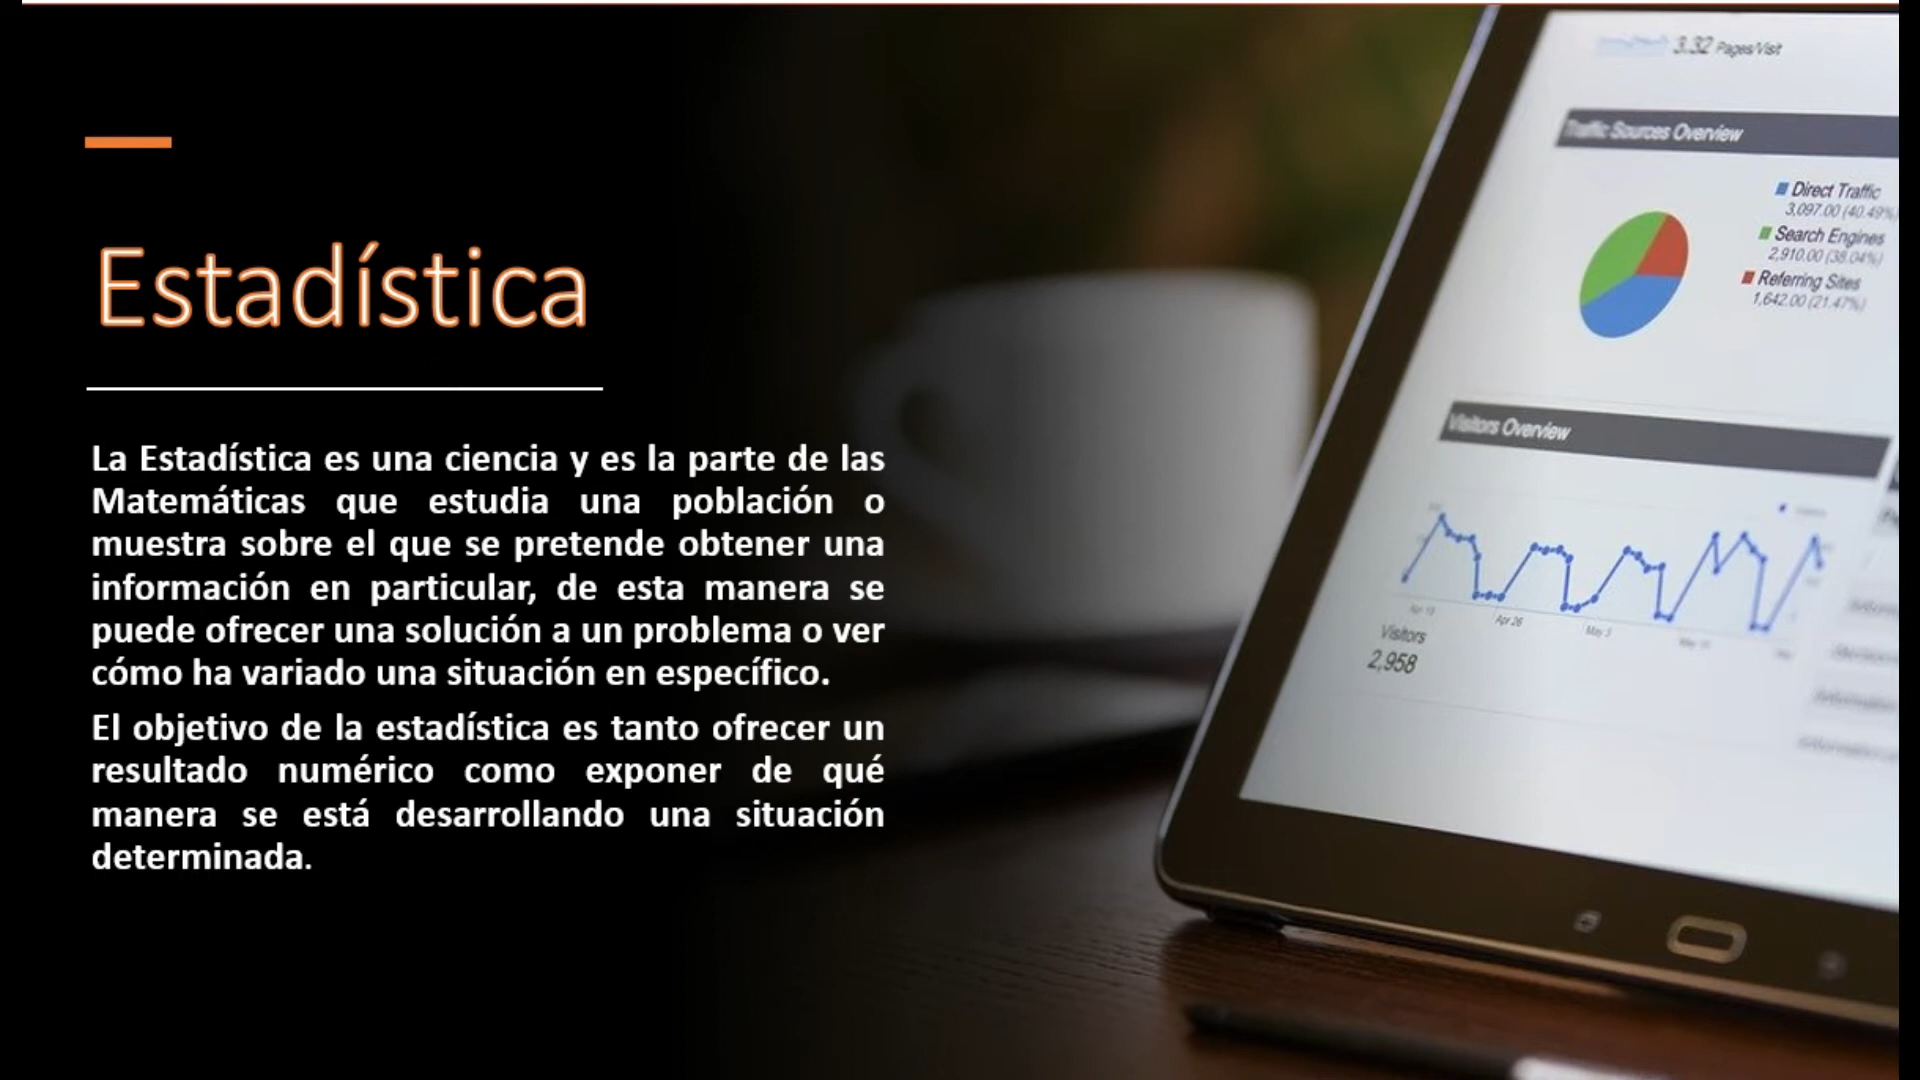 Estadística
La Estadística es una ciencia y es la parte de las
Matemáticas que estudia una población o
muestra sobre el que se pretende obtener una
información en particular, de esta manera se
puede ofrecer una solución a un problema o ver
cómo ha variado una situación en específico.
El objetivo de la estadística es tanto ofrecer un
resultado numérico como exponer de qué
manera se está desarrollando una situación
determinada.
3.32 Pages/Visit
Traffic Sources Overview
Direct Traffic
3,097.00 (40.49%)
Search Engines
2,910.00 (38.04%)
Referring Sites
1,642.00 (21.47%)
Visitors Overview
Apr 26
May 3
Visitors
2,958